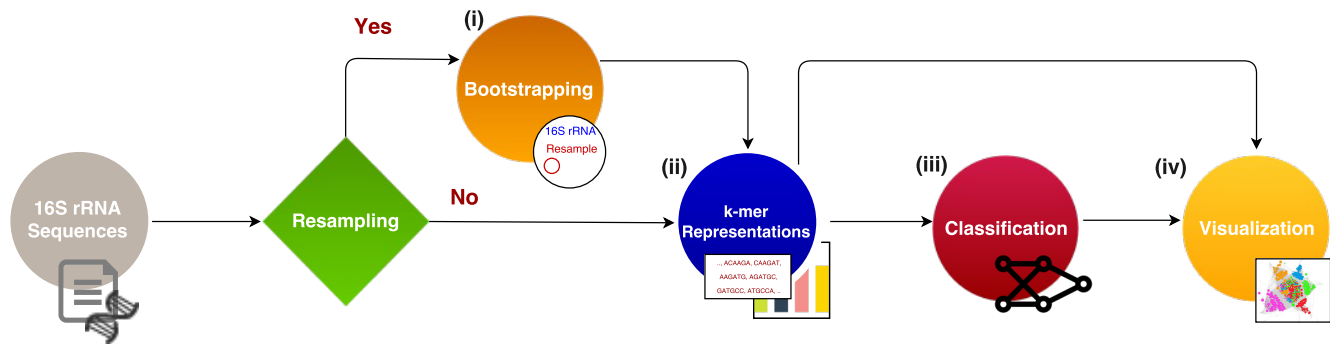 16S rRNA
Sequences
Resampling
Yes
No
(i)
Bootstrapping
16S rRNA
Resample
(ii)
k-mer
Representations
.., ACAAGA, CAAGAT,
AAGATG, AGATGC,
GATGCC, ATGCCA, ..
(iii)
Classification
(iv)
Visualization